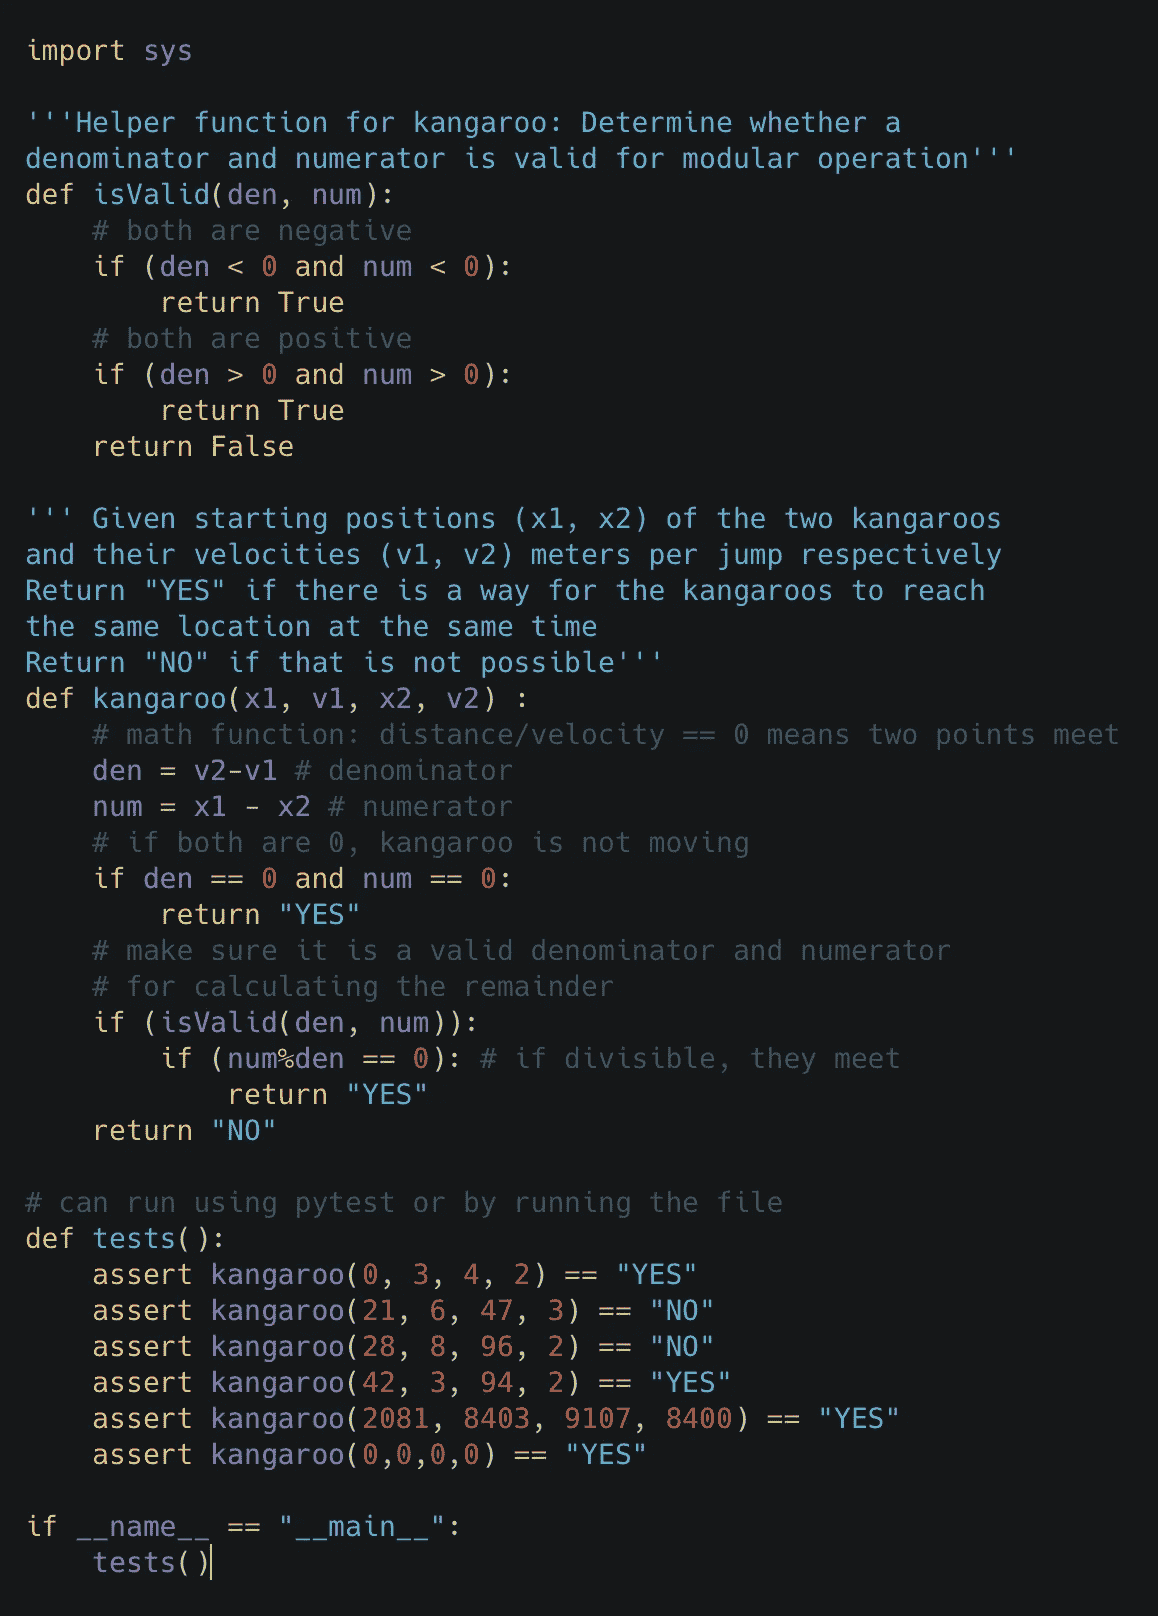 import sys

'''Helper function for kangaroo: Determine whether a
denominator and numerator is valid for modular operation'''
def isValid(den, num):
    # both are negative
    if (den < 0 and num < 0):
        return True
    # both are positive
    if (den > 0 and num > 0):
        return True
    return False

''' Given starting positions (x1, x2) of the two kangaroos
and their velocities (v1, v2) meters per jump respectively
Return "YES" if there is a way for the kangaroos to reach
the same location at the same time
Return "NO" if that is not possible'''
def kangaroo(x1, v1, x2, v2) :
    # math function: distance/velocity == 0 means two points meet
    den = v2-v1 # denominator
    num = x1 - x2 # numerator
    # if both are 0, kangaroo is not moving
    if den == 0 and num == 0:
        return "YES"
    # make sure it is a valid denominator and numerator
    # for calculating the remainder
    if (isValid(den, num)):
        if (num%den == 0): # if divisible, they meet
            return "YES"
    return "NO"

# can run using pytest or by running the file
def tests():
    assert kangaroo(0, 3, 4, 2) == "YES"
    assert kangaroo(21, 6, 47, 3) == "NO"
    assert kangaroo(28, 8, 96, 2) == "NO"
    assert kangaroo(42, 3, 94, 2) == "YES"
    assert kangaroo(2081, 8403, 9107, 8400) == "YES"
    assert kangaroo(0,0,0,0) == "YES"

if __name__ == "__main__":
    tests()